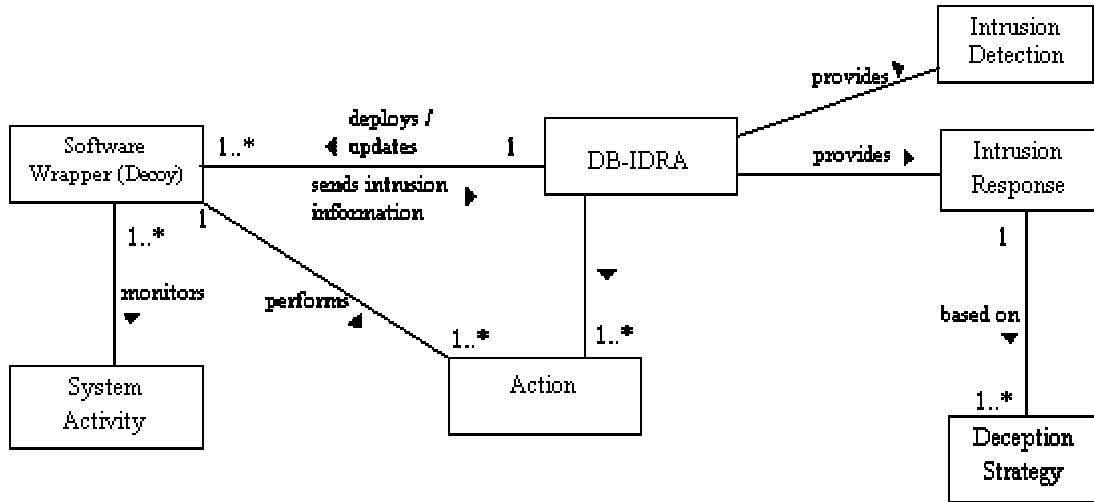 Intrusion
Detection
provides
deploys /
updates
1..*
1
Software
Wrapper (Decoy)
DB-IDRA
provides
Intrusion
Response
sends intrusion
information
1
1..*
1
monitors
performs
based on
1..*
1..*
System
Activity
Action
1..*
Deception
Strategy